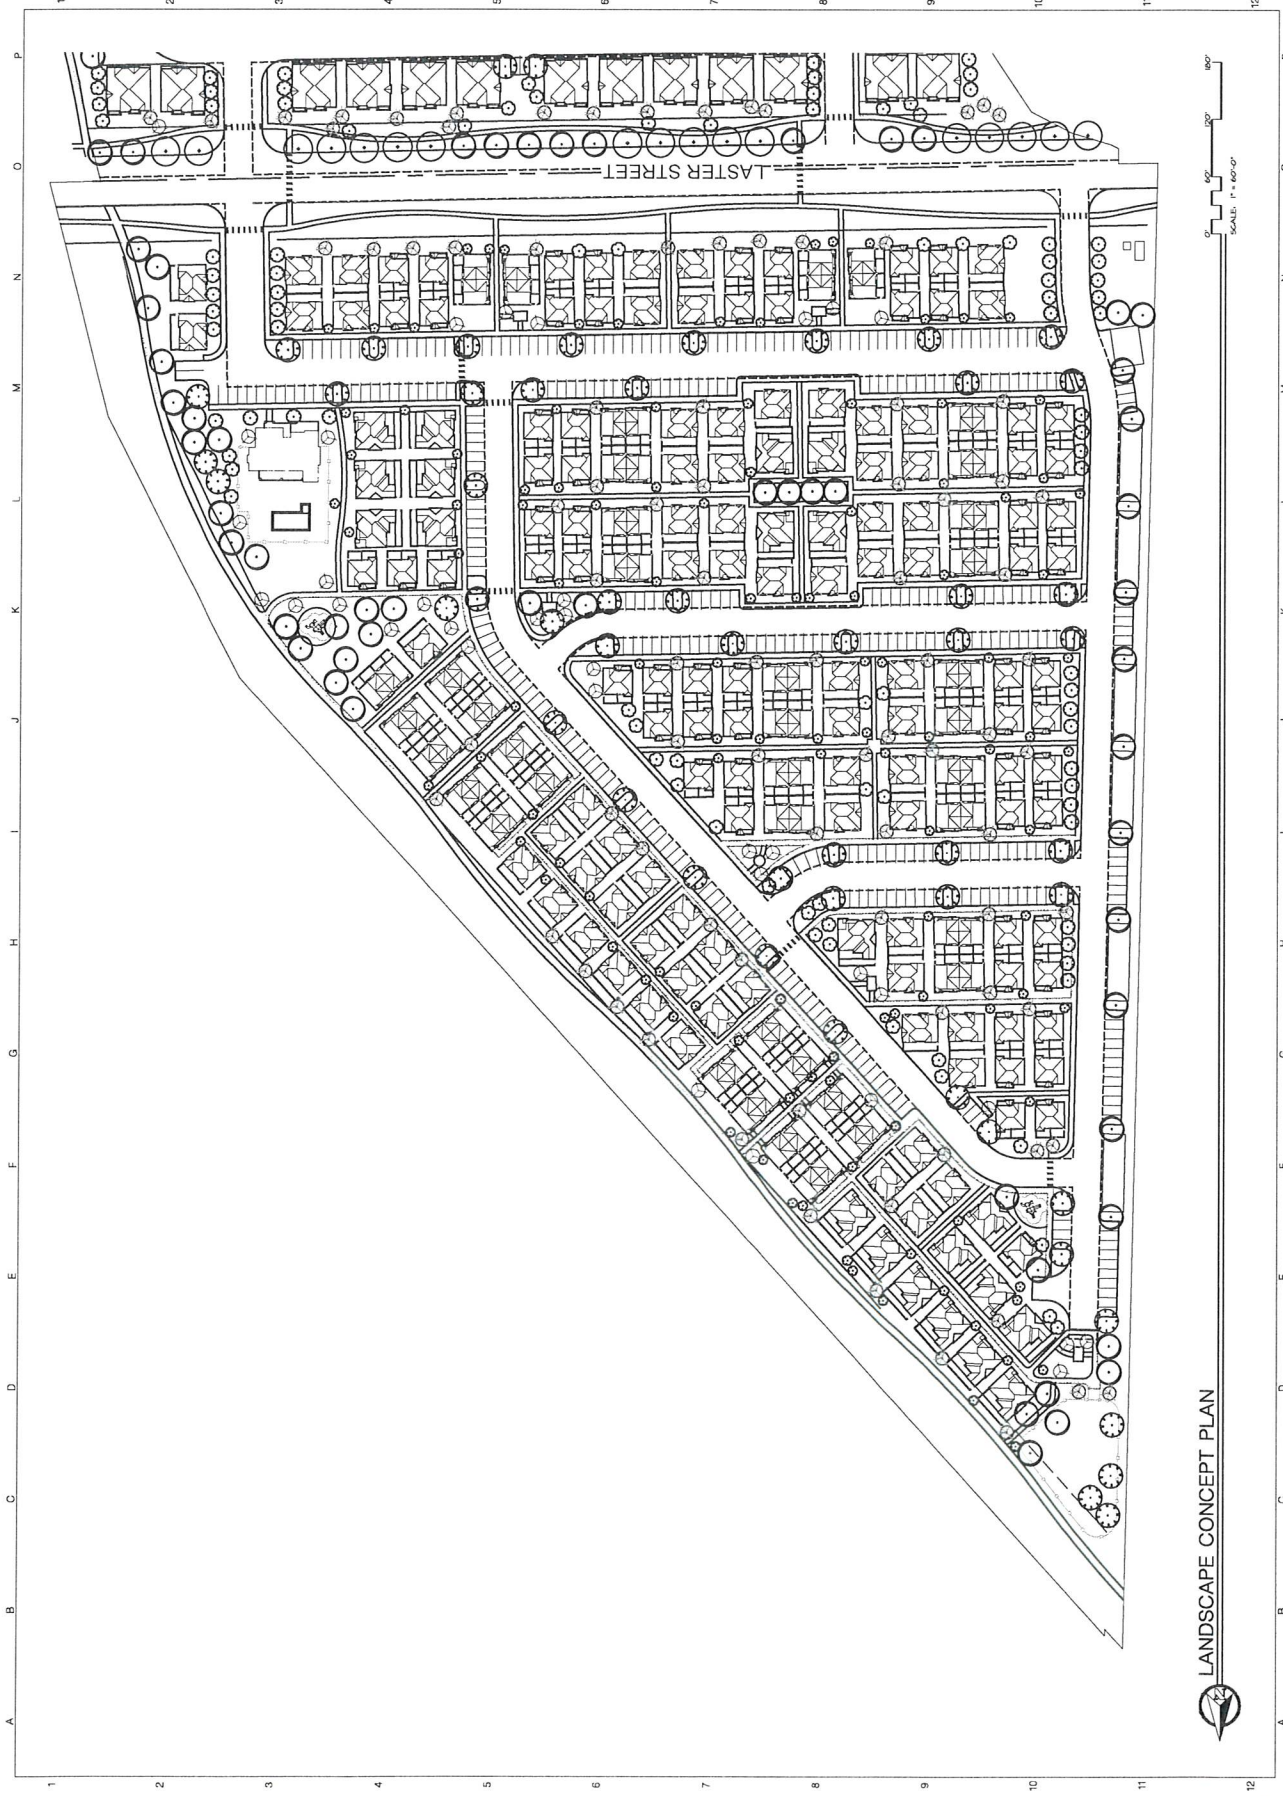 LANDSCAPE CONCEPT PLAN
0' 60' 120' 180'
SCALE: 1" = 60'-0"
LASTER STREET
N
A B C D E F G H I J K L M N O P
1 2 3 4 5 6 7 8 9 10 11 12